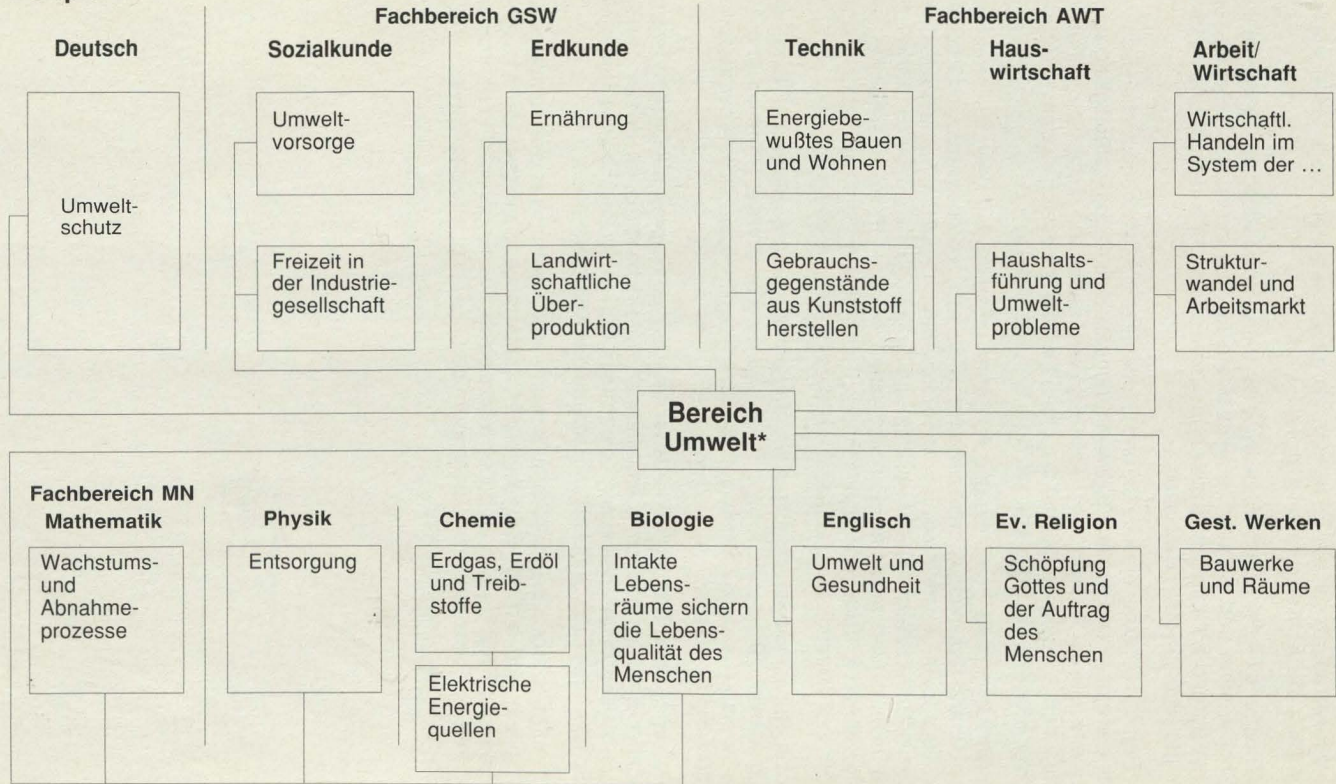 Fachbereich GSW
Fachbereich AWT
Deutsch
Sozialkunde
Erdkunde
Technik
Haus-
wirtschaft
Arbeit/
Wirtschaft
Umwelt-
schutz
Umwelt-
vorsorge
Freizeit in
der Industrie-
gesellschaft
Ernährung
Landwirt-
schaftliche
Über-
produktion
Energiebe-
wußtes Bauen
und Wohnen
Gebrauchs-
gegenstände
aus Kunststoff
herstellen
Haushalts-
führung und
Umwelt-
probleme
Wirtschaftl.
Handeln im
System der ...
Struktur-
wandel und
Arbeitsmarkt
Bereich
Umwelt*
Fachbereich MN
Mathematik
Physik
Chemie
Biologie
Englisch
Ev. Religion
Gest. Werken
Wachstums-
und
Abnahme-
prozesse
Entsorgung
Erdgas, Erdöl
und Treib-
stoffe
Elektrische
Energie-
quellen
Intakte
Lebens-
räume sichern
die Lebens-
qualität des
Menschen
Umwelt und
Gesundheit
Schöpfung
Gottes und
der Auftrag
des
Menschen
Bauwerke
und Räume